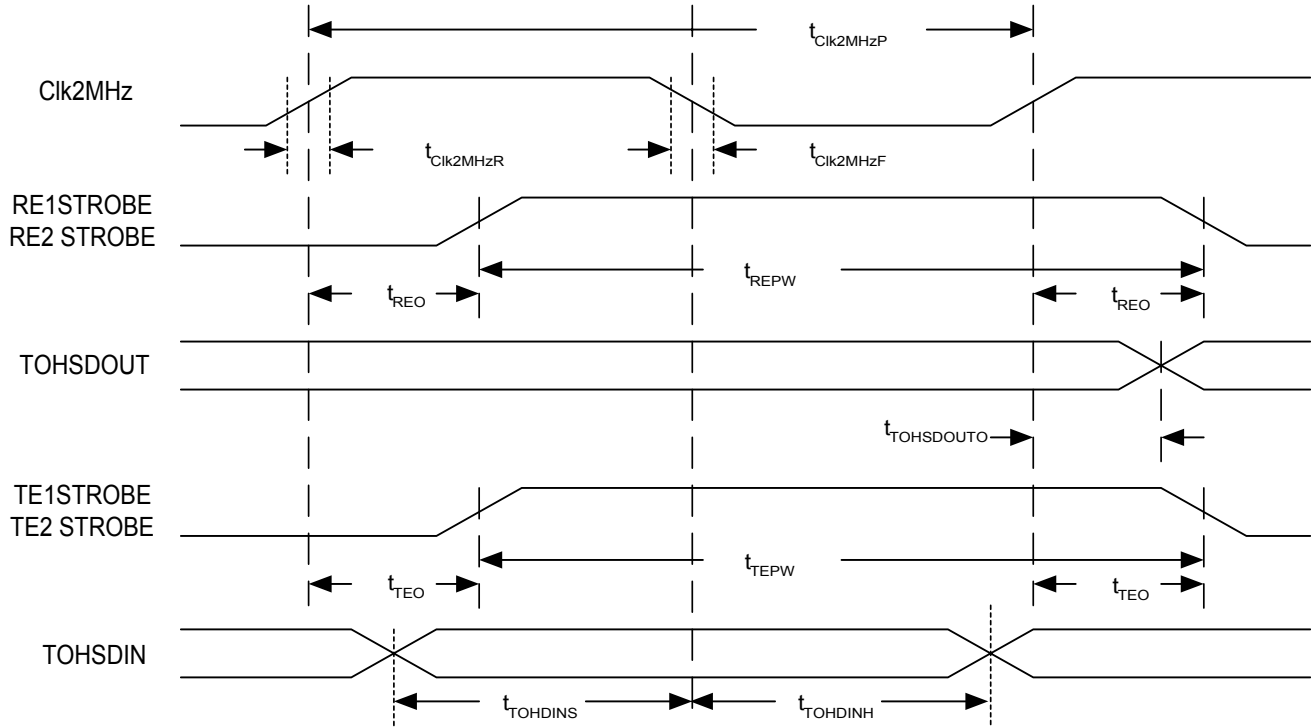 tClk2MHzP
Clk2MHz
tClk2MHzR
tClk2MHzF
RE1STROBE
RE2 STROBE
tREPW
tREO
tREO
TOHSDOUT
tTOHSDOUTO
TE1STROBE
TE2 STROBE
tTEPW
tTEO
tTEO
TOHSDIN
tTOHDINS
tTOHDINH